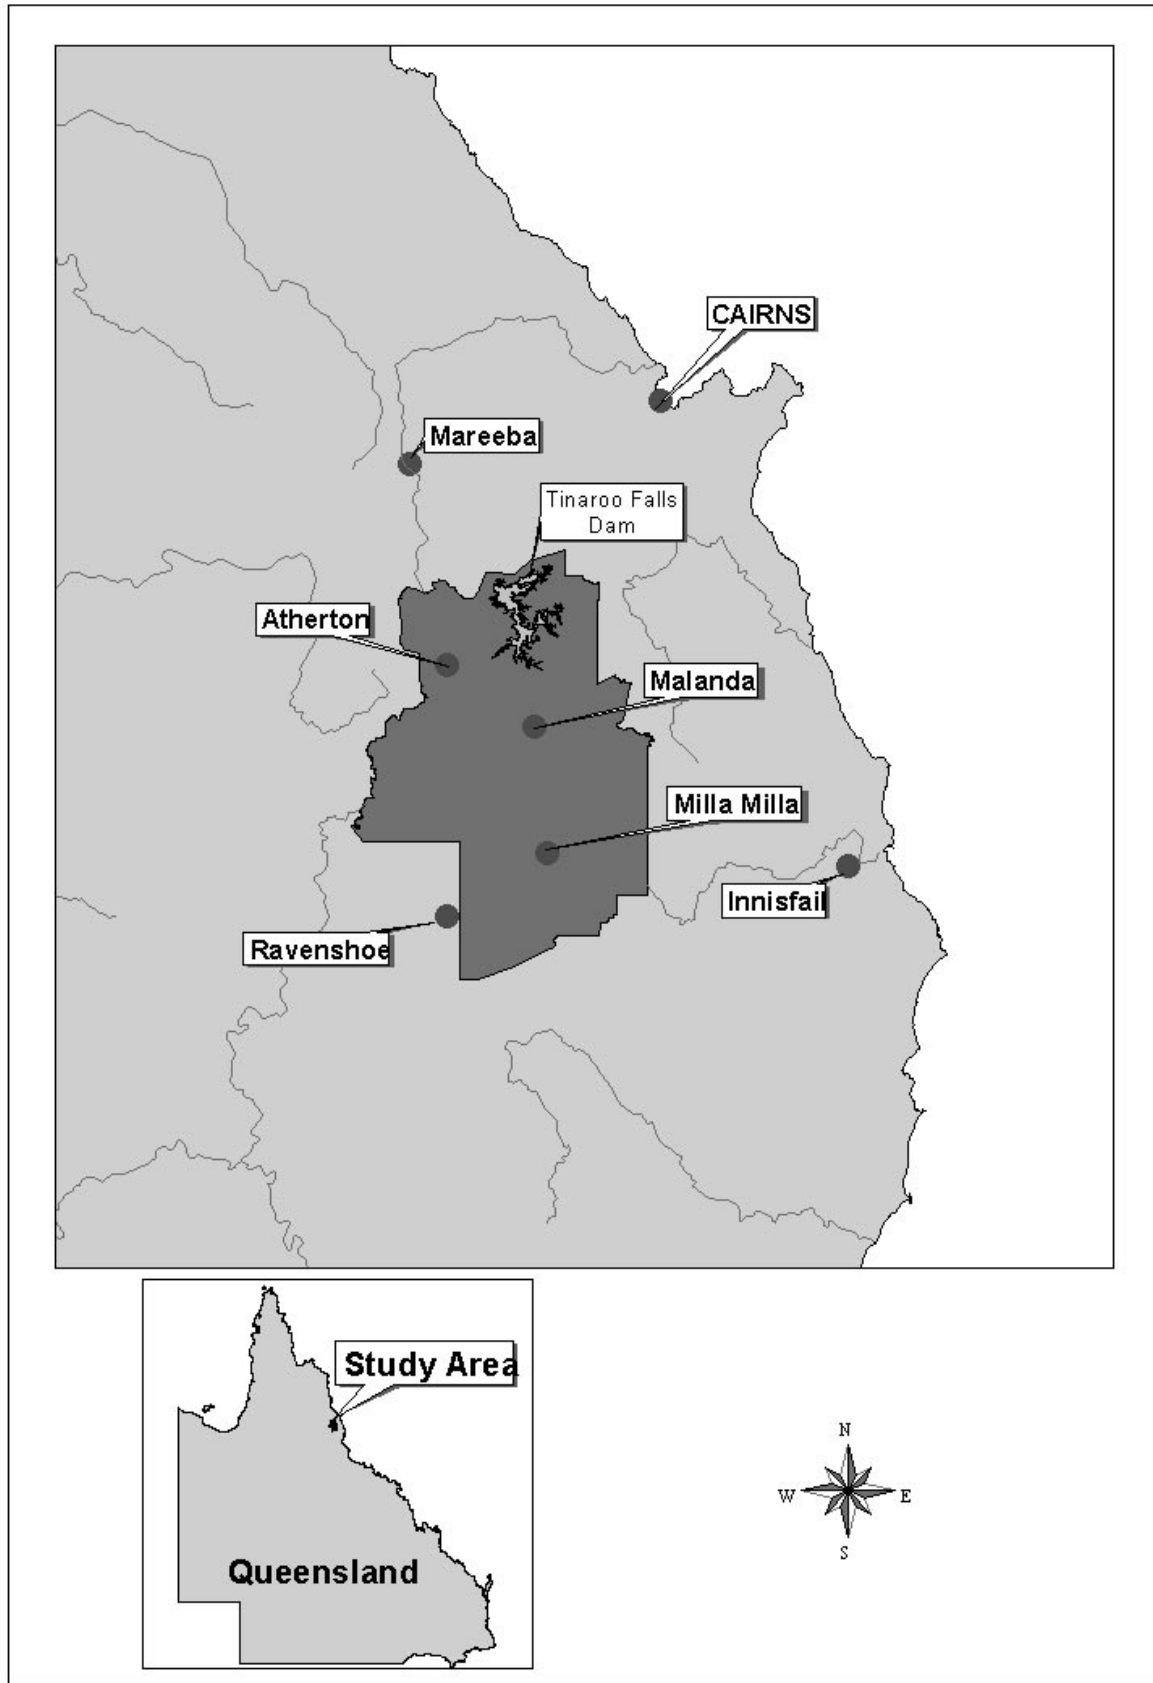 CAIRNS
Mareeba
Tinaroo Falls
Dam
Atherton
Malanda
Milla Milla
Innisfail
Ravenshoe
Study Area
Queensland
N
W
E
S